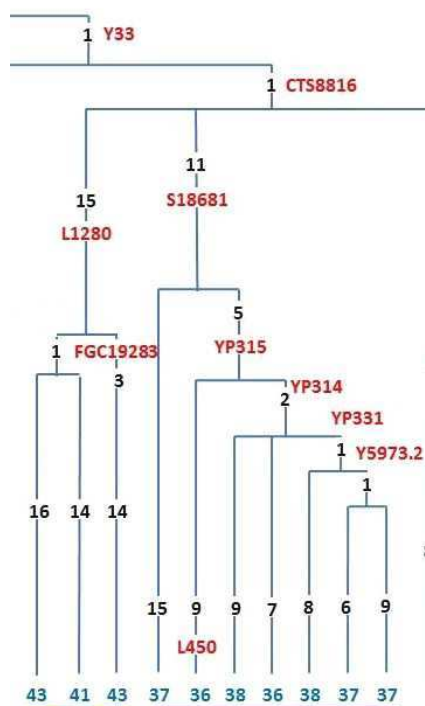 1 Y33
1 CTS8816
11
15 S18681
L1280
5
1 FGC19283 YP315
3 YP314
2 YP331
1 Y5973.2
1
16 14 14
15 9 9 7 8 6 9
L450
43 41 43 37 36 38 36 38 37 37